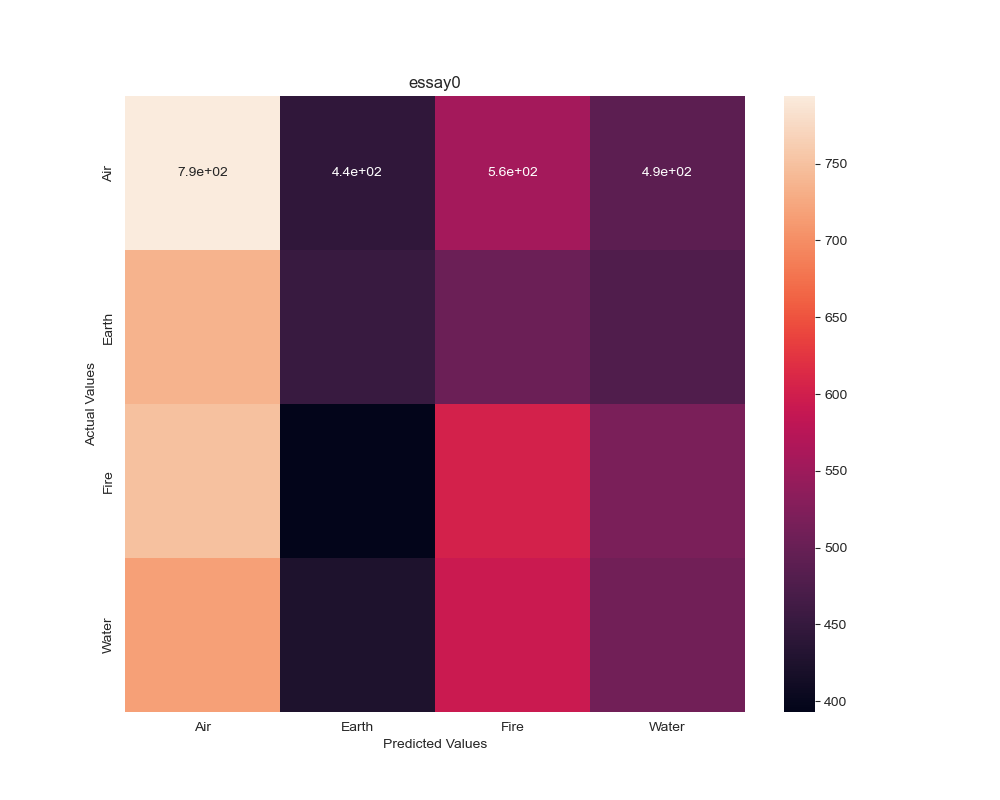 essay0
Air
7.9e+02 4.4e+02 5.6e+02 4.9e+02
Earth
Fire
Water
Actual Values
Air Earth Fire Water
Predicted Values
750
700
650
600
550
500
450
400